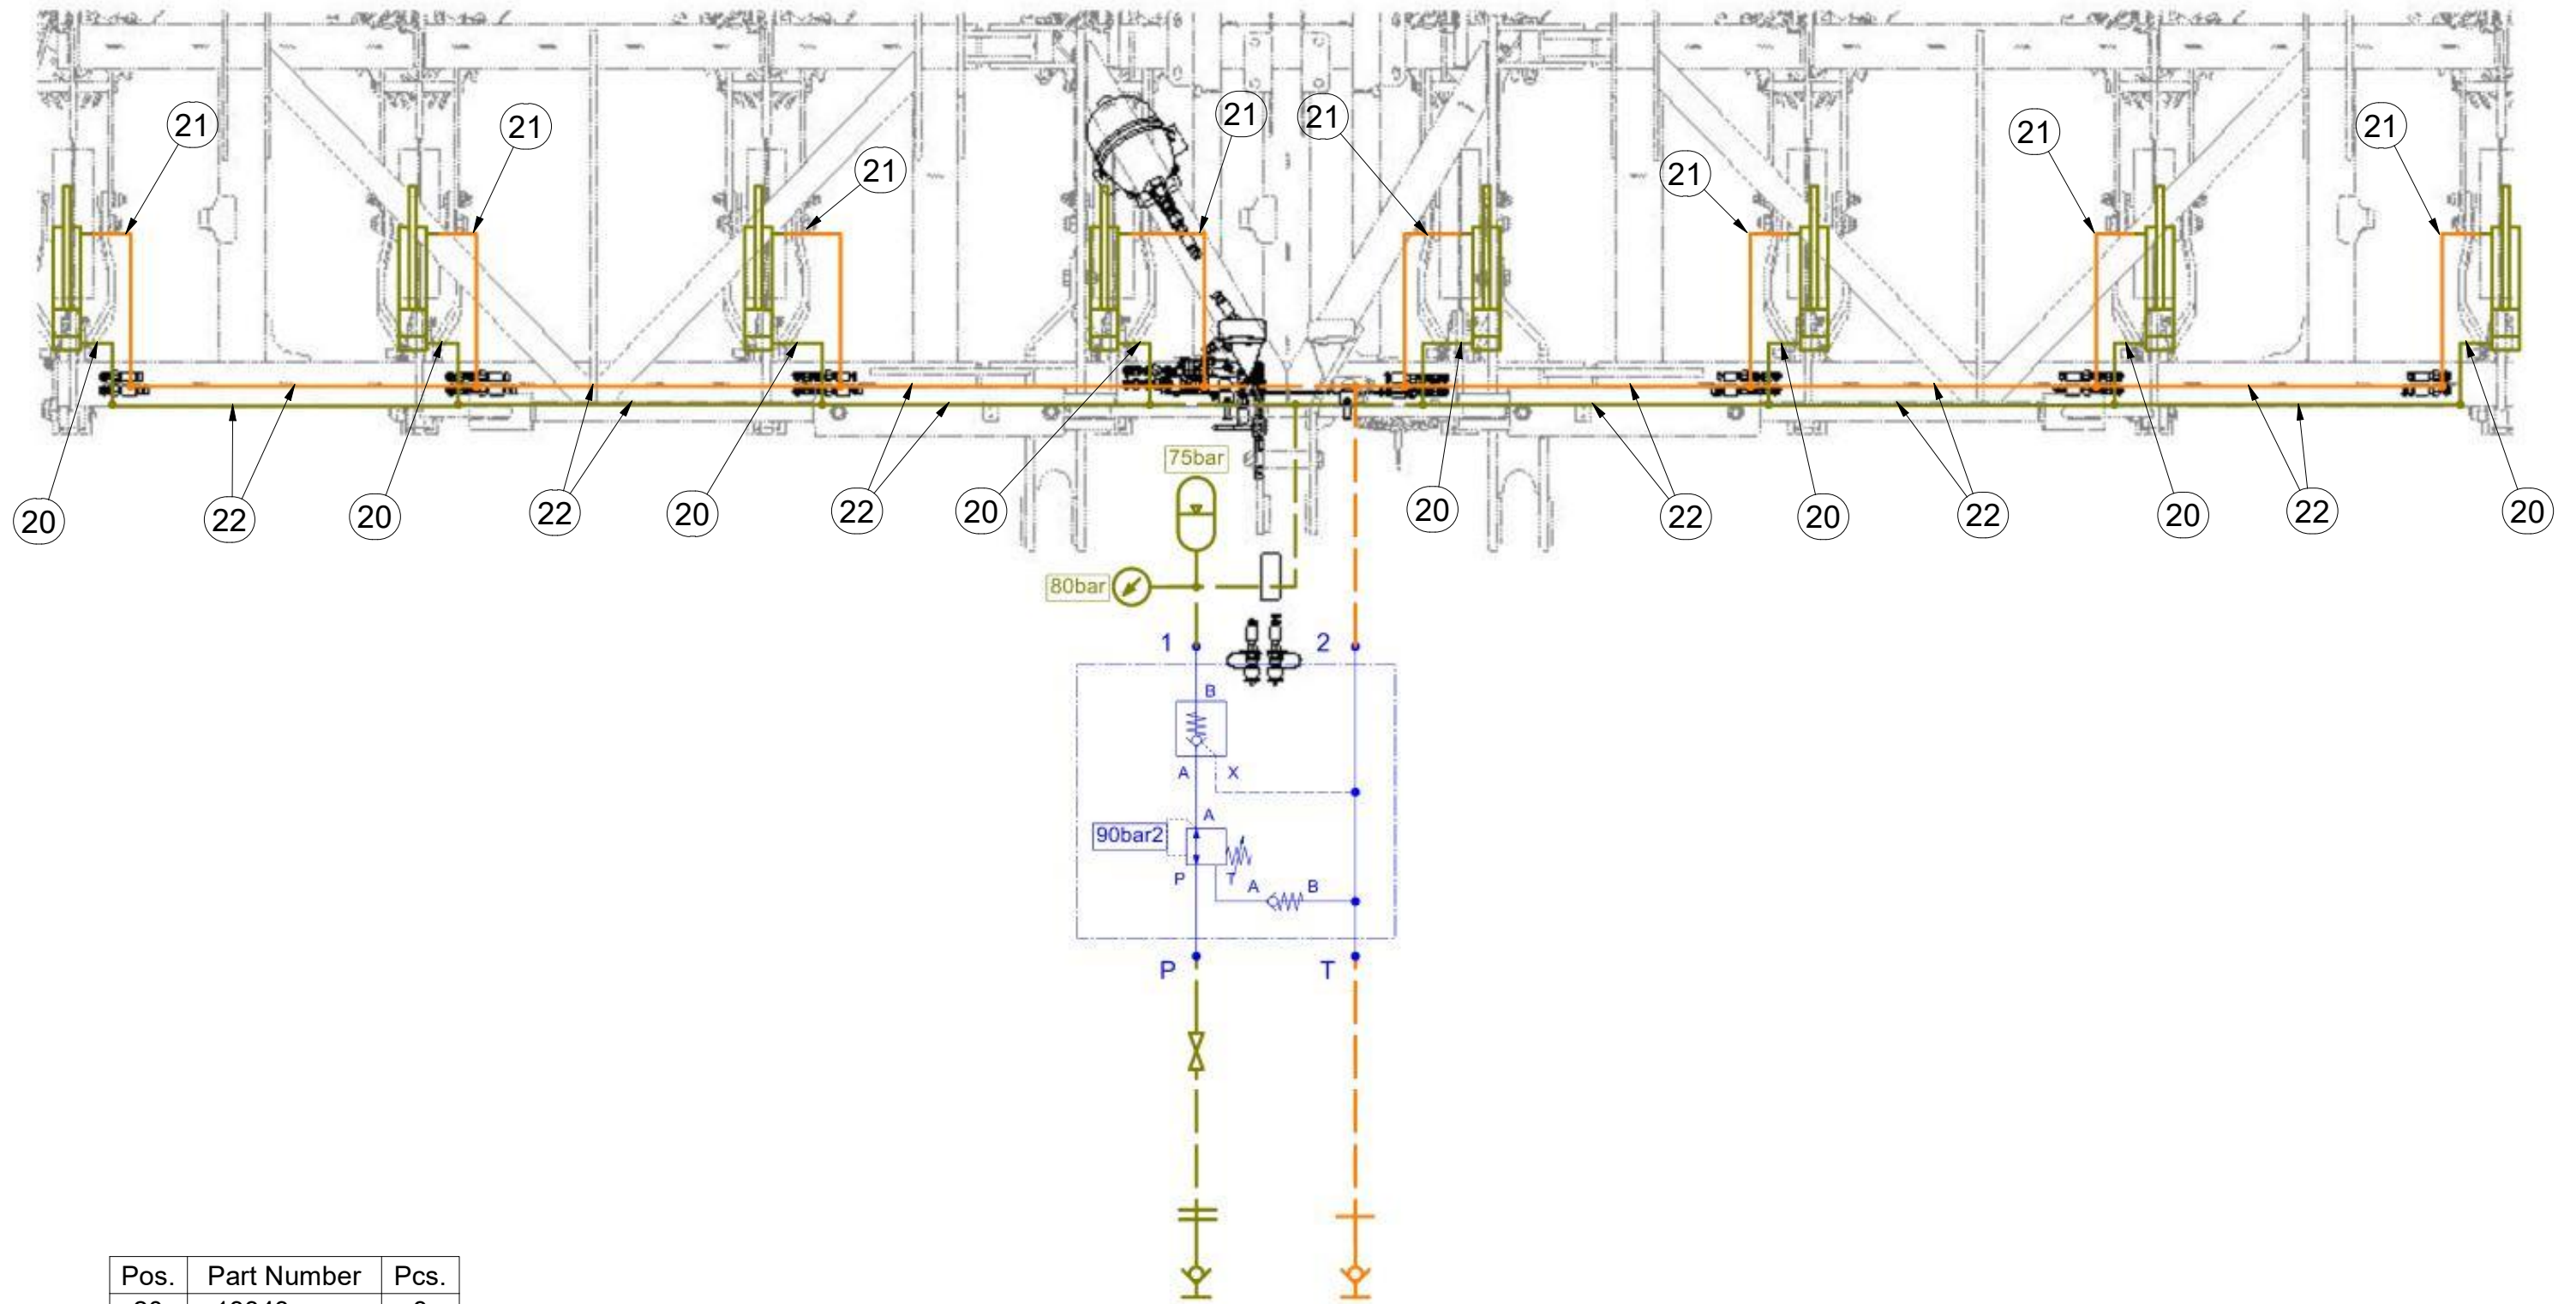 21 21 21 21 21 21 21 21
20 22 20 22 20 22 20 20 22 20 22 20 22 20
75bar
80bar
1 2
B
A X
A
90bar2
P T A B
P T
Pos. Part Number Pcs.